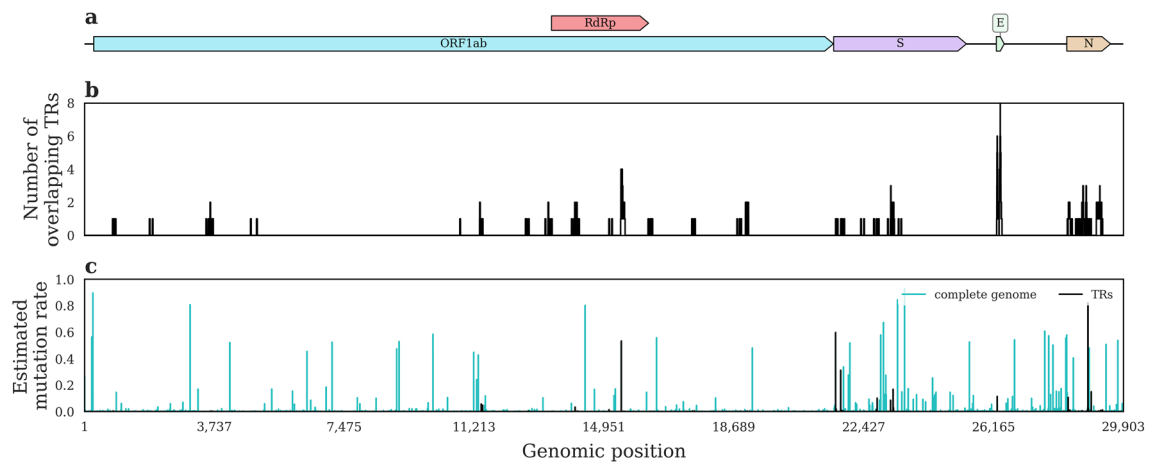 a
RdRp
E
ORF1ab
S
N
b
Number of
overlapping TRs
8
6
4
2
0
c
Estimated
mutation rate
1.0
0.8
0.6
0.4
0.2
0.0
complete genome
TRs
1
3,737
7,475
11,213
14,951
18,689
22,427
26,165
29,903
Genomic position